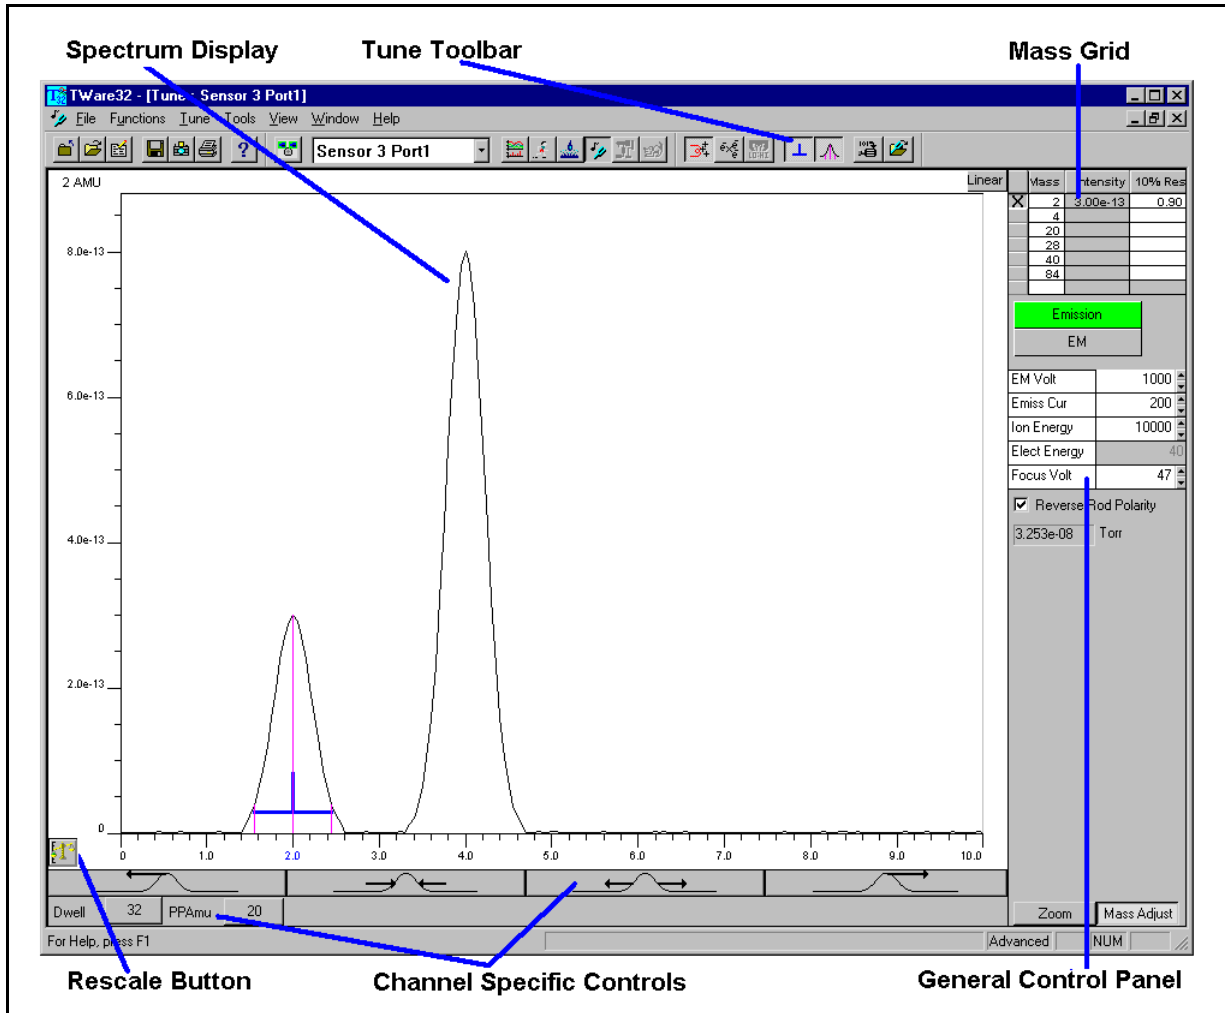 Spectrum Display Tune Toolbar Mass Grid
TWare32 - [Tune : Sensor 3 Port1]
File Functions Tune Tools View Window Help
Sensor 3 Port1
2 AMU
Linear
Mass Intensity 10% Res
X 2 3.00e-13 0.90
4
20
28
40
84
Emission
EM
EM Volt 1000
Emiss Cur 200
Ion Energy 10000
Elect Energy 40
Focus Volt 47
Reverse Rod Polarity
3.253e-08 Torr
8.0e-13
6.0e-13
4.0e-13
2.0e-13
0
0 1.0 2.0 3.0 4.0 5.0 6.0 7.0 8.0 9.0 10.0
Dwell 32 PPAmu 20
Zoom Mass Adjust
For Help, press F1
Advanced NUM
Rescale Button Channel Specific Controls General Control Panel